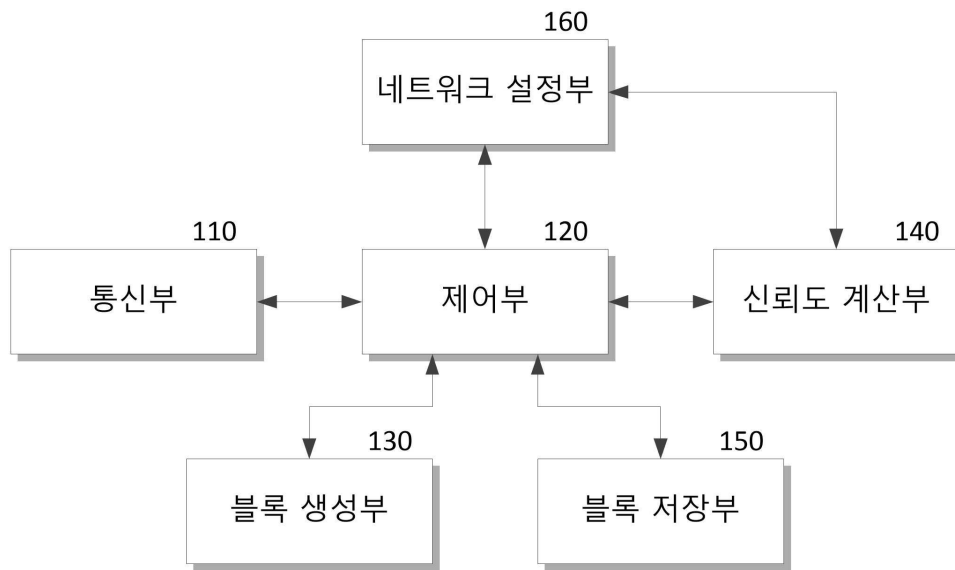 160
네트워크 설정부
110
통신부
120
제어부
140
신뢰도 계산부
130
블록 생성부
150
블록 저장부